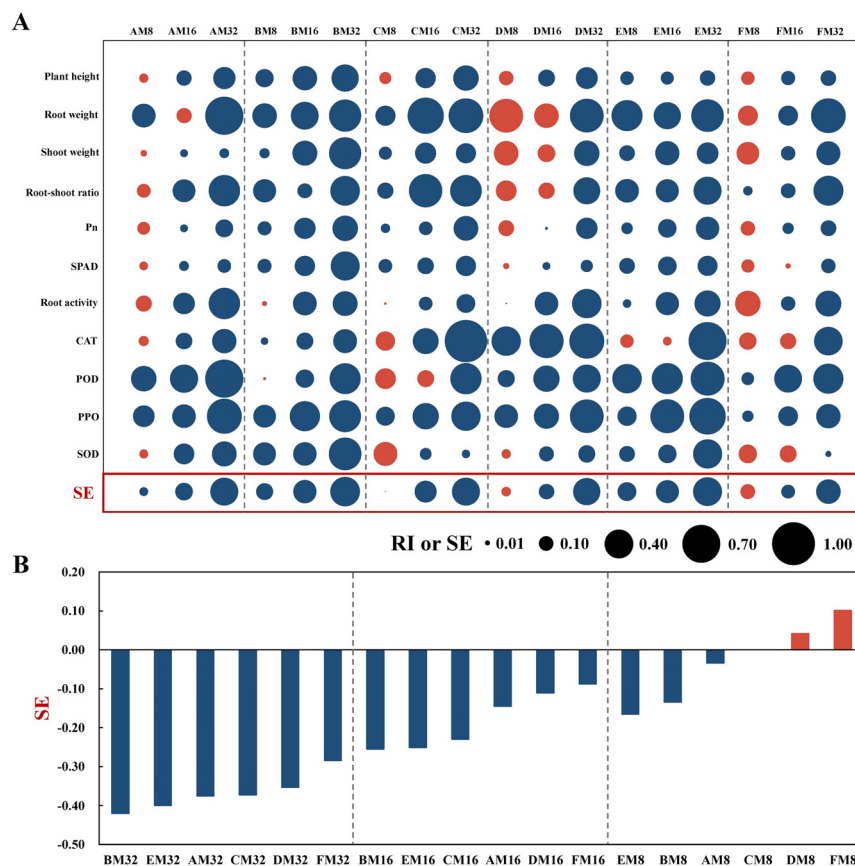 A
AM8 AM16 AM32 BM8 BM16 BM32 CM8 CM16 CM32 DM8 DM16 DM32 EM8 EM16 EM32 FM8 FM16 FM32
Plant height
Root weight
Shoot weight
Root-shoot ratio
Pn
SPAD
Root activity
CAT
POD
PPO
SOD
SE
RI or SE 0.01 0.10 0.40 0.70 1.00
B
0.20
0.10
0.00
-0.10
-0.20
-0.30
-0.40
-0.50
SE
BM32 EM32 AM32 CM32 DM32 FM32 BM16 EM16 CM16 AM16 DM16 FM16 EM8 BM8 AM8 CM8 DM8 FM8